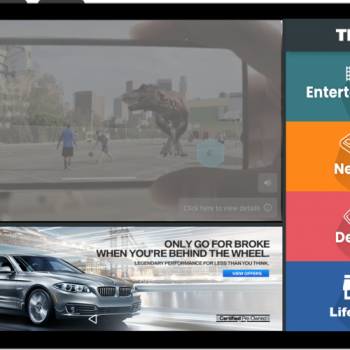 Click here to view details
ONLY GO FOR BROKE
WHEN YOU'RE BEHIND THE WHEEL.
LEGENDARY PERFORMANCE FOR LESS THAN YOU THINK.
VIEW OFFERS
Certified Pre-Owned
T
Entert
Ne
De
Life